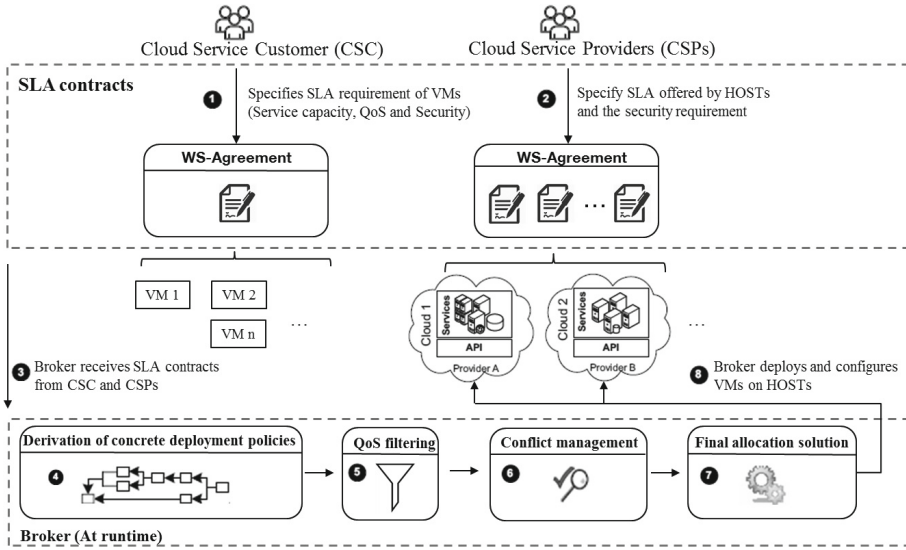 Cloud Service Customer (CSC)
Cloud Service Providers (CSPs)
SLA contracts
1
Specifies SLA requirement of VMs
(Service capacity, QoS and Security)
2
Specify SLA offered by HOSTs
and the security requirement
WS-Agreement
WS-Agreement
...
VM 1
VM 2
...
VM n
Cloud 1
Services
API
Provider A
Cloud 2
Services
API
Provider B
...
3
Broker receives SLA contracts
from CSC and CSPs
8
Broker deploys and configures
VMs on HOSTs
Derivation of concrete deployment policies
4
QoS filtering
5
Conflict management
6
Final allocation solution
7
Broker (At runtime)